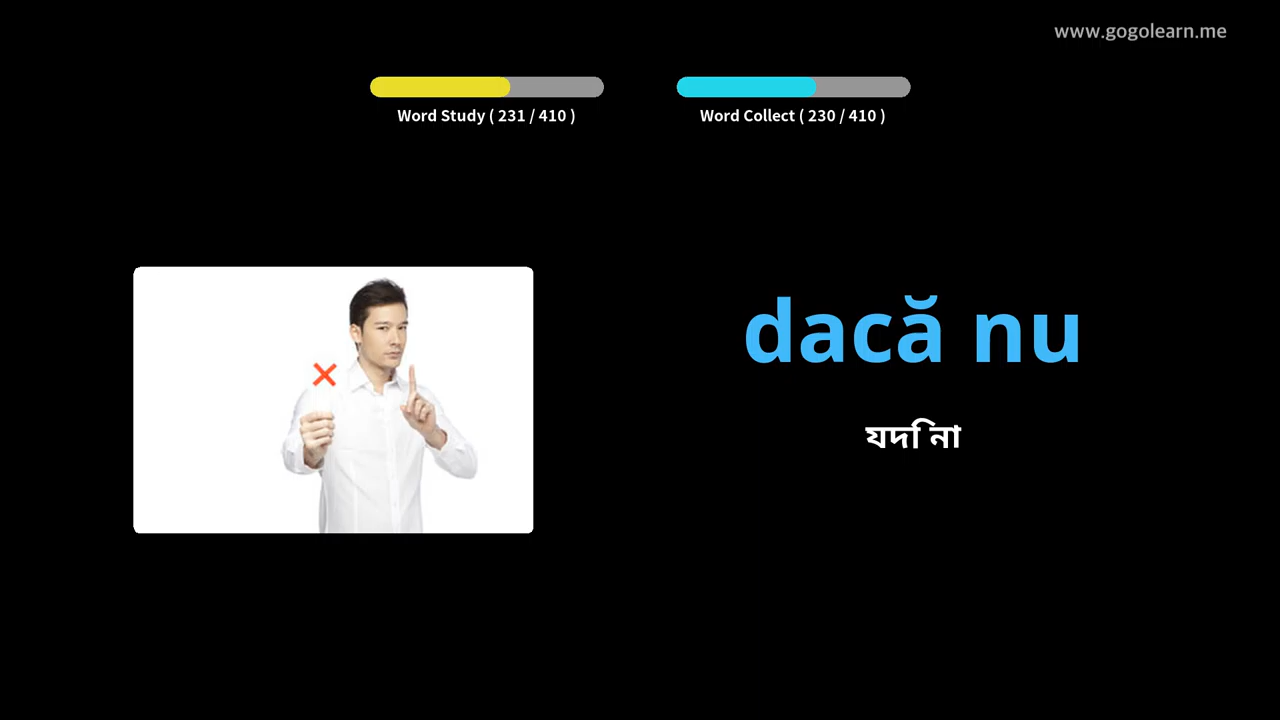 www.gogolearn.me
Word Study ( 231 / 410 )
Word Collect ( 230 / 410 )
dacă nu
যদি না